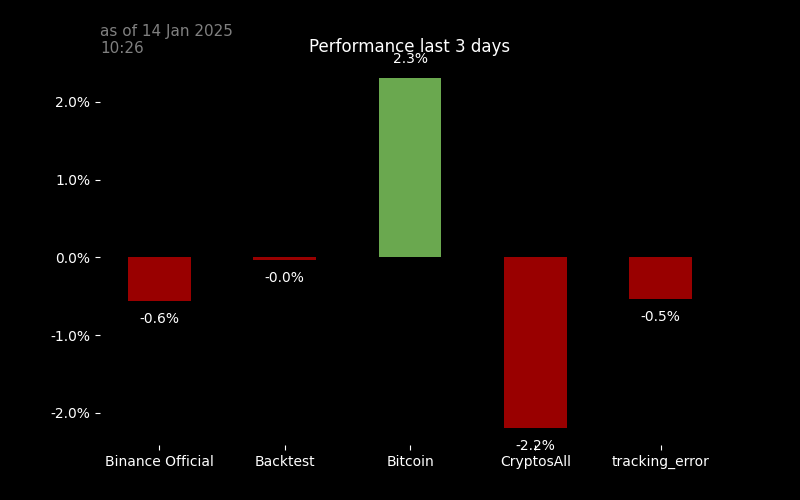 as of 14 Jan 2025
10:26
Performance last 3 days
2.3%
2.0%
1.0%
0.0%
-0.0%
-0.6%
-0.5%
-1.0%
-2.0%
-2.2%
Binance Official
Backtest
Bitcoin
CryptosAll
tracking_error